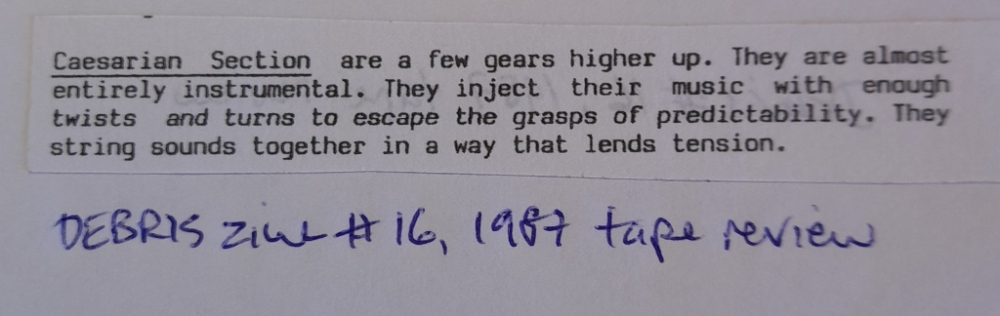 Caesarian Section are a few gears higher up. They are almost
entirely instrumental. They inject their music with enough
twists and turns to escape the grasps of predictability. They
string sounds together in a way that lends tension.
DEBRIS zine # 16, 1987 tape review